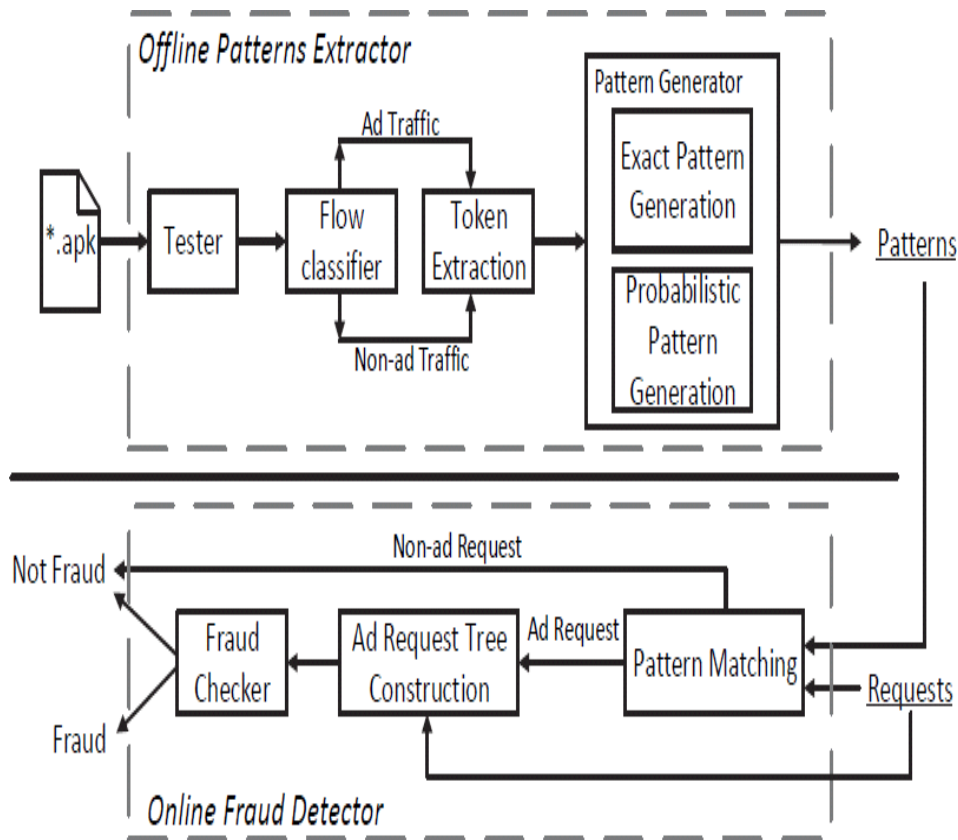 Offline Patterns Extractor
Pattern Generator
Ad Traffic
Exact Pattern
Generation
*.apk
Tester
Flow
classifier
Token
Extraction
Patterns
Probabilistic
Pattern
Generation
Non-ad Traffic
Non-ad Request
Not Fraud
Fraud
Checker
Ad Request Tree
Construction
Ad Request
Pattern Matching
Requests
Fraud
Online Fraud Detector